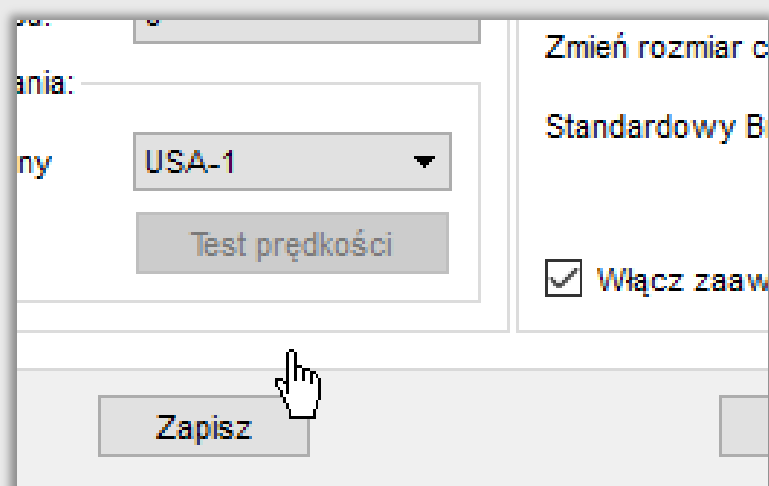 Zmień rozmiar c
ania:
Standardowy B
ny
USA-1
Test prędkości
Włącz zaaw
Zapisz